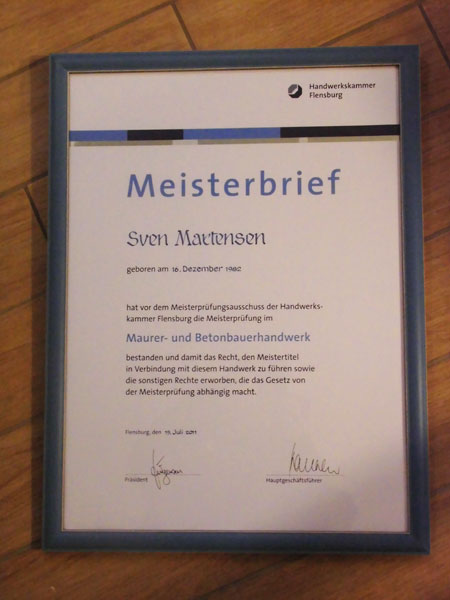 Handwerkskammer
Flensburg
Meisterbrief
Sven Martensen
geboren am 16. Dezember 1982
hat vor dem Meisterprüfungsausschuss der Handwerks-
kammer Flensburg die Meisterprüfung im
Maurer- und Betonbauerhandwerk
bestanden und damit das Recht, den Meistertitel
in Verbindung mit diesem Handwerk zu führen sowie
die sonstigen Rechte erworben, die das Gesetz von
der Meisterprüfung abhängig macht.
Flensburg, den 15. Juli 2011
Präsident
Hauptgeschäftsführer